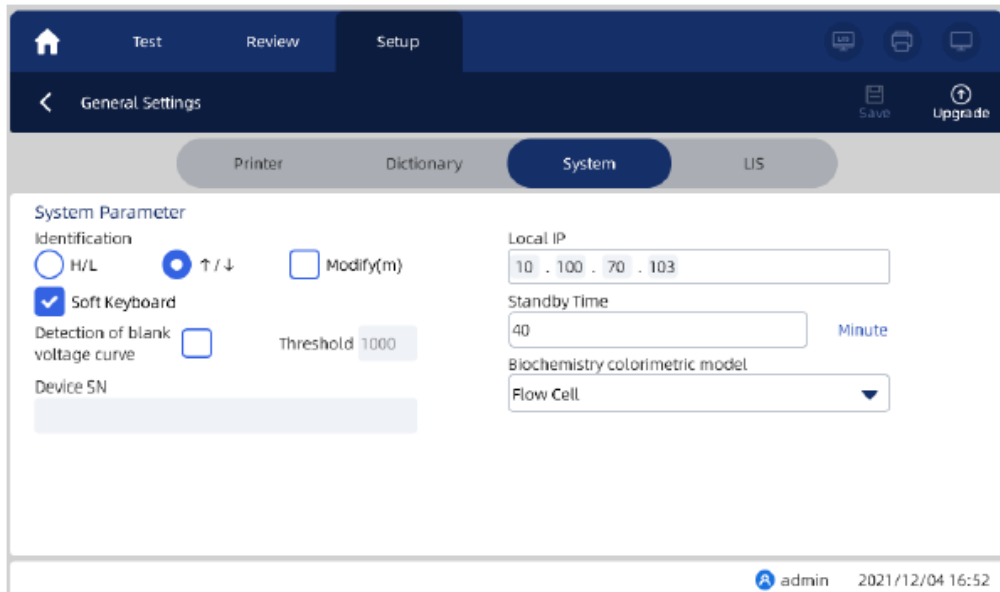 Test Review Setup
LIS
General Settings
Save Upgrade
Printer Dictionary System LIS
System Parameter
Identification
H/L ↑/↓ Modify(m)
Soft Keyboard
Detection of blank
voltage curve
Threshold 1000
Device SN
Local IP
10 . 100 . 70 . 103
Standby Time
40 Minute
Biochemistry colorimetric model
Flow Cell
admin 2021/12/04 16:52